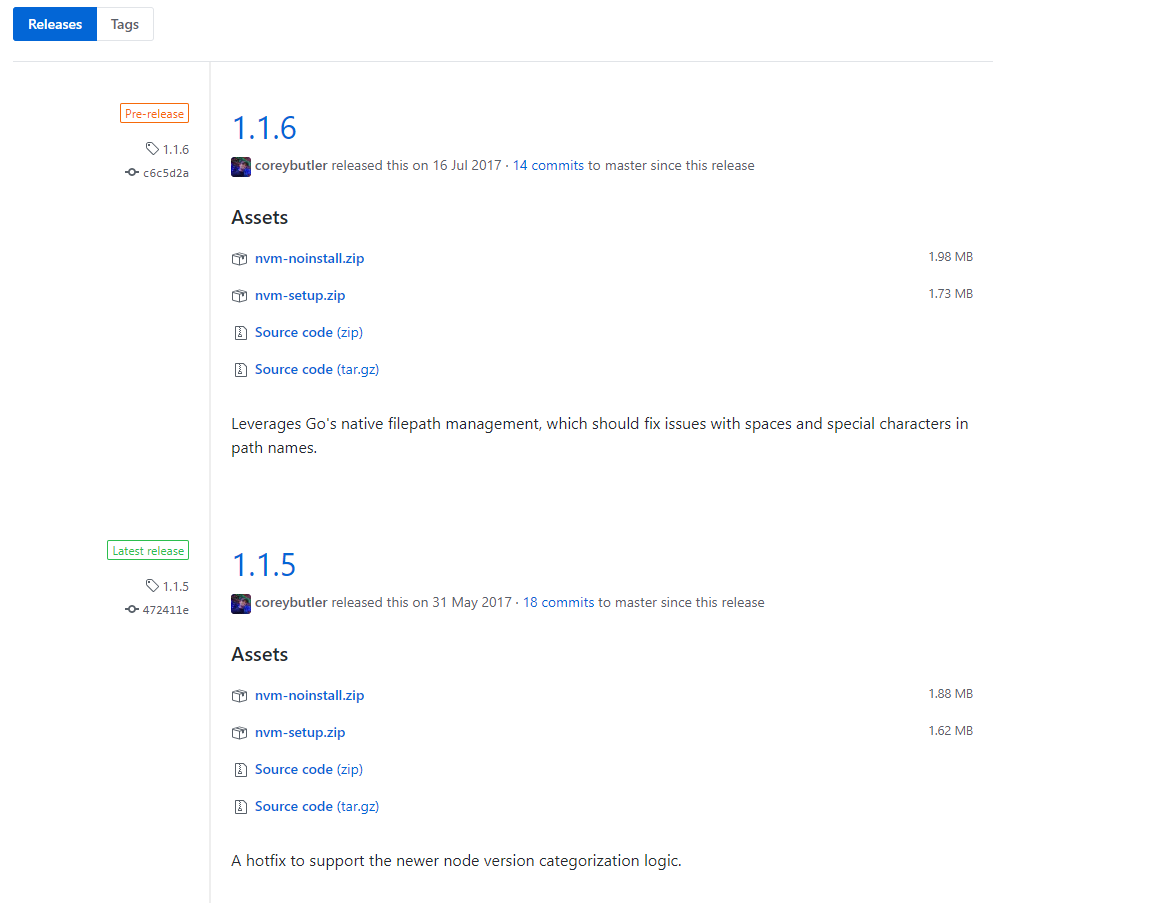 Releases Tags
Pre-release
1.1.6
c6c5d2a
1.1.6
coreybutler released this on 16 Jul 2017 · 14 commits to master since this release
Assets
nvm-noinstall.zip 1.98 MB
nvm-setup.zip 1.73 MB
Source code (zip)
Source code (tar.gz)
Leverages Go's native filepath management, which should fix issues with spaces and special characters in
path names.
Latest release
1.1.5
472411e
1.1.5
coreybutler released this on 31 May 2017 · 18 commits to master since this release
Assets
nvm-noinstall.zip 1.88 MB
nvm-setup.zip 1.62 MB
Source code (zip)
Source code (tar.gz)
A hotfix to support the newer node version categorization logic.